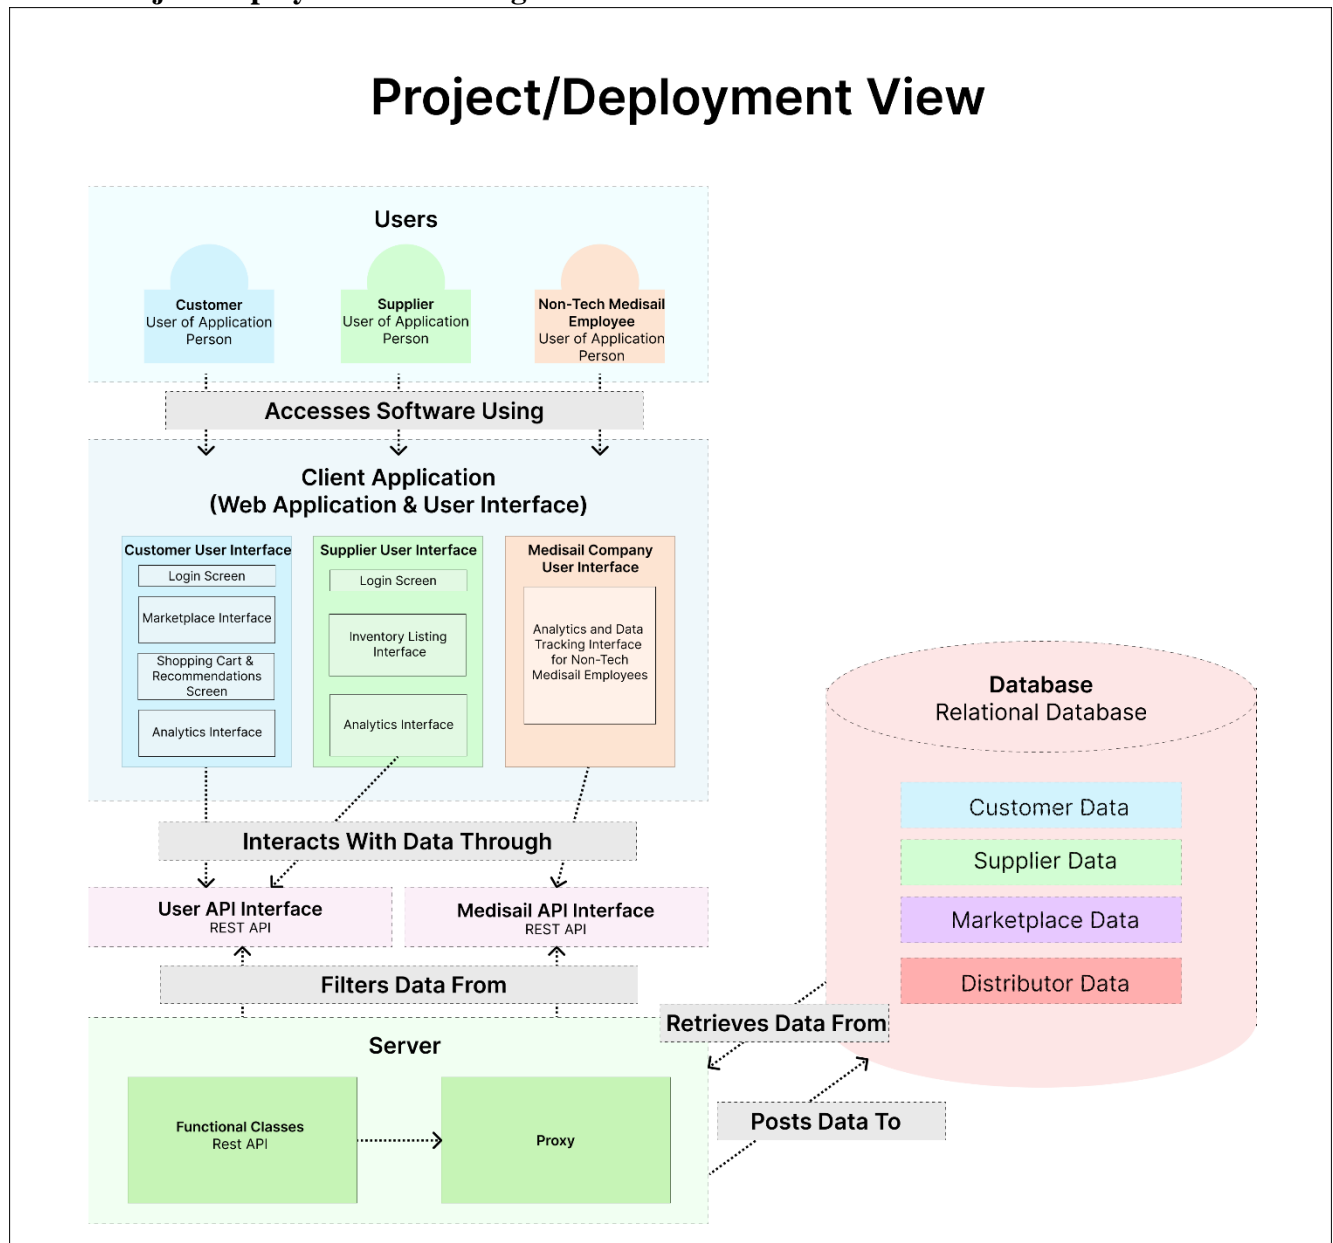 Project/Deployment View
Users
Customer
User of Application
Person
Supplier
User of Application
Person
Non-Tech Medisail
Employee
User of Application
Person
Accesses Software Using
Client Application
(Web Application & User Interface)
Customer User Interface
Login Screen
Marketplace Interface
Shopping Cart &
Recommendations
Screen
Analytics Interface
Supplier User Interface
Login Screen
Inventory Listing
Interface
Analytics Interface
Medisail Company
User Interface
Analytics and Data
Tracking Interface
for Non-Tech
Medisail Employees
Interacts With Data Through
User API Interface
REST API
Medisail API Interface
REST API
Filters Data From
Server
Functional Classes
Rest API
Proxy
Database
Relational Database
Customer Data
Supplier Data
Marketplace Data
Distributor Data
Retrieves Data From
Posts Data To